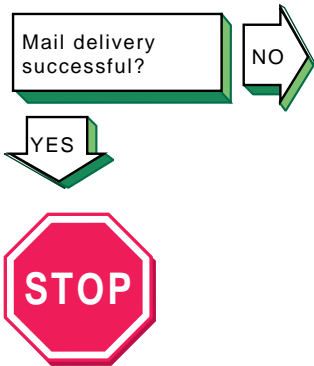 Mail delivery
successful?
NO
YES
STOP